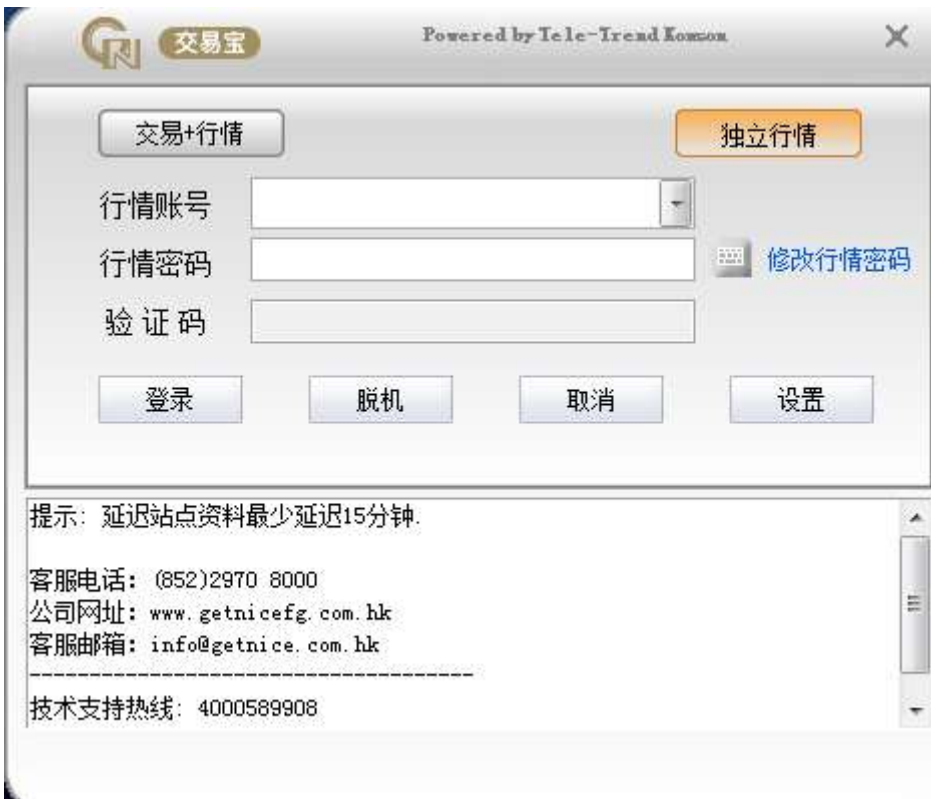 交易宝 Powered by Tele-Trend Konson
交易+行情 独立行情
行情账号
行情密码 修改行情密码
验证码
登录 脱机 取消 设置
提示: 延迟站点资料最少延迟15分钟.
客服电话: (852)2970 8000
公司网址: www.getnicefg.com.hk
客服邮箱: info@getnice.com.hk
-------------------------------------
技术支持热线: 4000589908